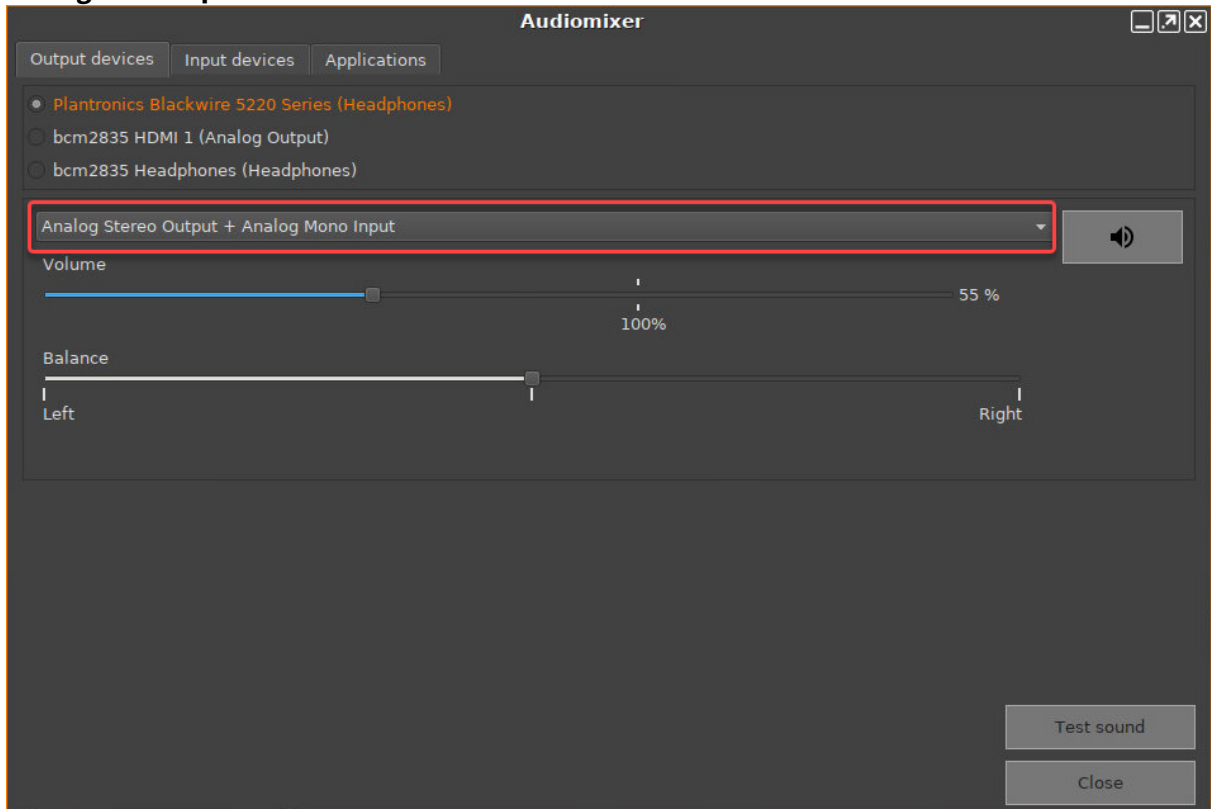 Audiomixer
Output devices Input devices Applications
Plantronics Blackwire 5220 Series (Headphones)
bcm2835 HDMI 1 (Analog Output)
bcm2835 Headphones (Headphones)
Analog Stereo Output + Analog Mono Input
Volume
55 %
100%
Balance
Left Right
Test sound
Close